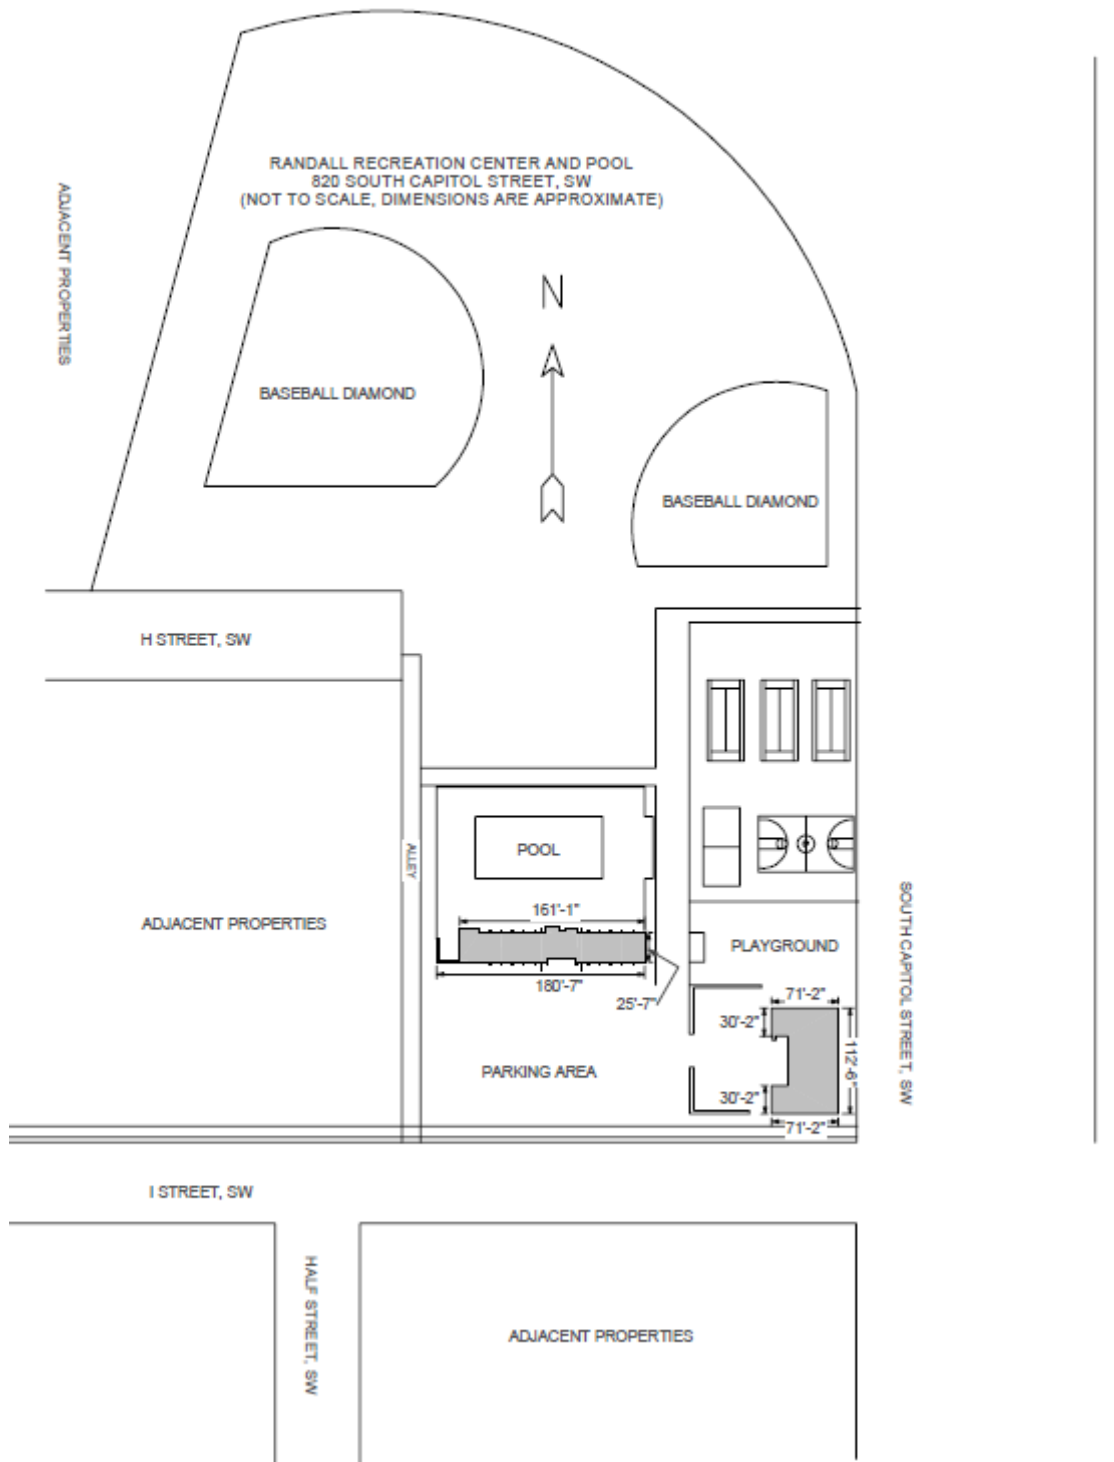 RANDALL RECREATION CENTER AND POOL
820 SOUTH CAPITOL STREET, SW
(NOT TO SCALE, DIMENSIONS ARE APPROXIMATE)
ADJACENT PROPERTIES
N
BASEBALL DIAMOND
BASEBALL DIAMOND
H STREET, SW
ALLEY
POOL
ADJACENT PROPERTIES
161'-1"
180'-7"
25'-7"
PLAYGROUND
SOUTH CAPITOL STREET, SW
71'-2"
30'-2"
112'-6"
30'-2"
71'-2"
PARKING AREA
I STREET, SW
HALF STREET, SW
ADJACENT PROPERTIES